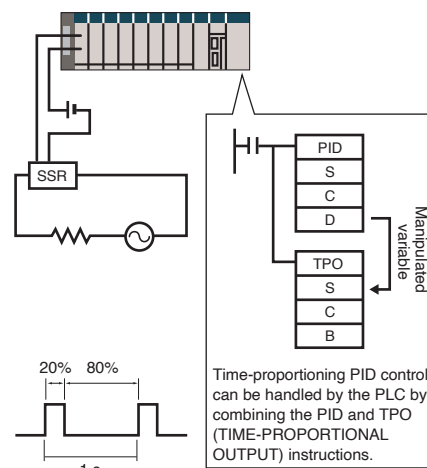 SSR
PID
S
C
D
Manipulated
variable
TPO
S
C
B
20% 80%
1 s
Time-proportioning PID control
can be handled by the PLC by
combining the PID and TPO
(TIME-PROPORTIONAL
OUTPUT) instructions.